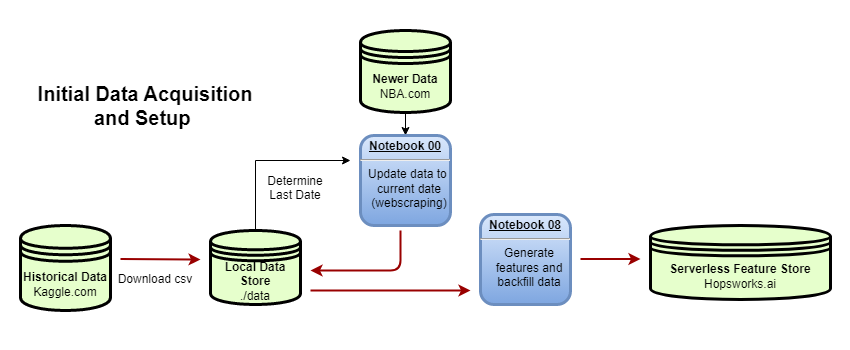 Initial Data Acquisition
and Setup
Newer Data
NBA.com
Notebook 00
Update data to
current date
(webscraping)
Determine
Last Date
Historical Data
Kaggle.com
Download csv
Local Data
Store
./data
Notebook 08
Generate
features and
backfill data
Serverless Feature Store
Hopsworks.ai